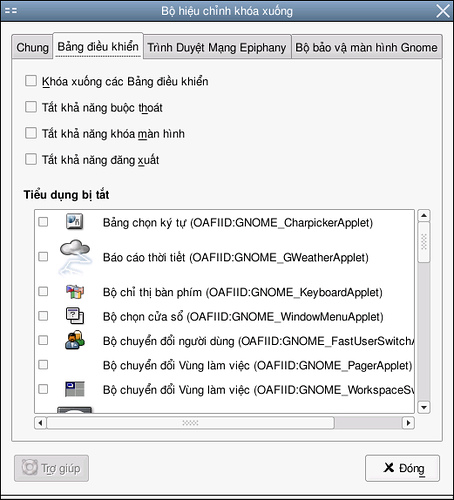 Bộ hiệu chỉnh khóa xuống
Chung Bảng điều khiển Trình Duyệt Mạng Epiphany Bộ bảo vệ màn hình Gnome
Khóa xuống các Bảng điều khiển
Tắt khả năng buộc thoát
Tắt khả năng khóa màn hình
Tắt khả năng đăng xuất
Tiểu dụng bị tắt
Bảng chọn ký tự (OAFIID:GNOME_CharpickerApplet)
Báo cáo thời tiết (OAFIID:GNOME_GWeatherApplet)
Bộ chỉ thị bàn phím (OAFIID:GNOME_KeyboardApplet)
Bộ chọn cửa sổ (OAFIID:GNOME_WindowMenuApplet)
Bộ chuyển đổi người dùng (OAFIID:GNOME_FastUserSwitch
Bộ chuyển đổi Vùng làm việc (OAFIID:GNOME_PagerApplet)
Bộ chuyển đổi Vùng làm việc (OAFIID:GNOME_WorkspaceSw
Trợ giúp Đóng